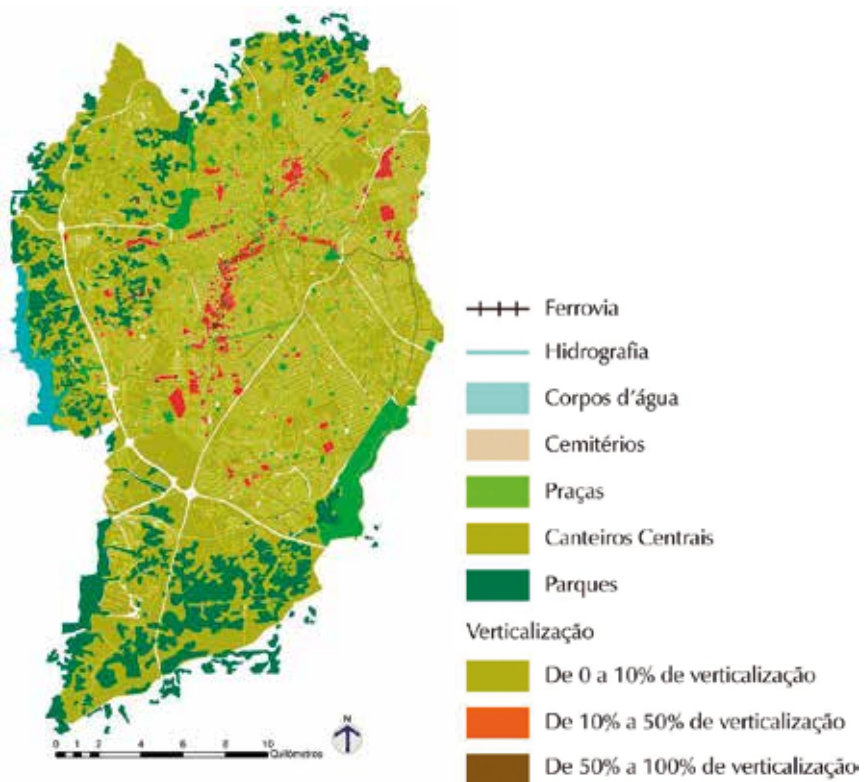 Ferrovia
Hidrografia
Corpos d'água
Cemitérios
Praças
Canteiros Centrais
Parques
Verticalização
De 0 a 10% de verticalização
De 10% a 50% de verticalização
De 50% a 100% de verticalização
N
0 1 2 4 6 8 10
Quilômetros